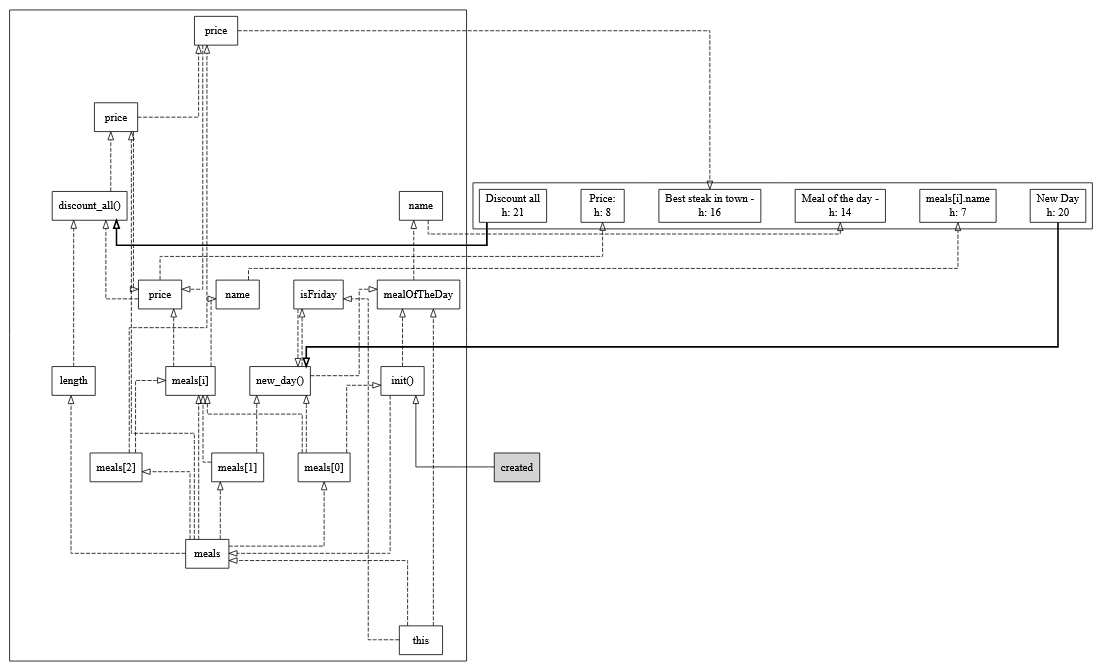 price
price
discount_all()
name
Discount all
h: 21
Price:
h: 8
Best steak in town -
h: 16
Meal of the day -
h: 14
meals[i].name
h: 7
New Day
h: 20
price
name
isFriday
mealOfTheDay
length
meals[i]
new_day()
init()
meals[2]
meals[1]
meals[0]
created
meals
this